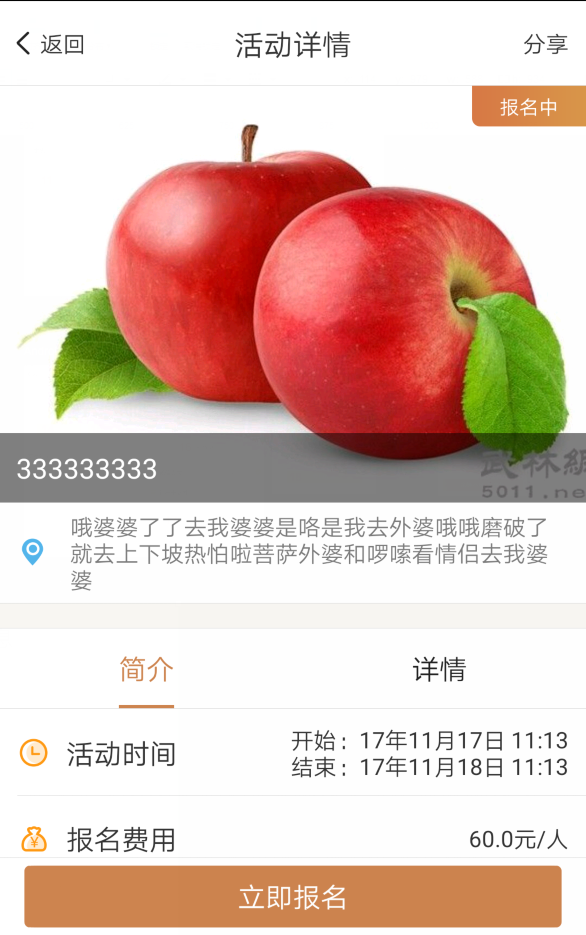 返回
活动详情
分享
报名中
333333333
武林網
5011.ne
哦婆婆了了去我婆婆是咯是我去外婆哦哦磨破了
就去上下坡热怕啦菩萨外婆和啰嗦看情侣去我婆
婆
简介
详情
活动时间
开始：17年11月17日 11:13
结束：17年11月18日 11:13
报名费用
60.0元/人
立即报名